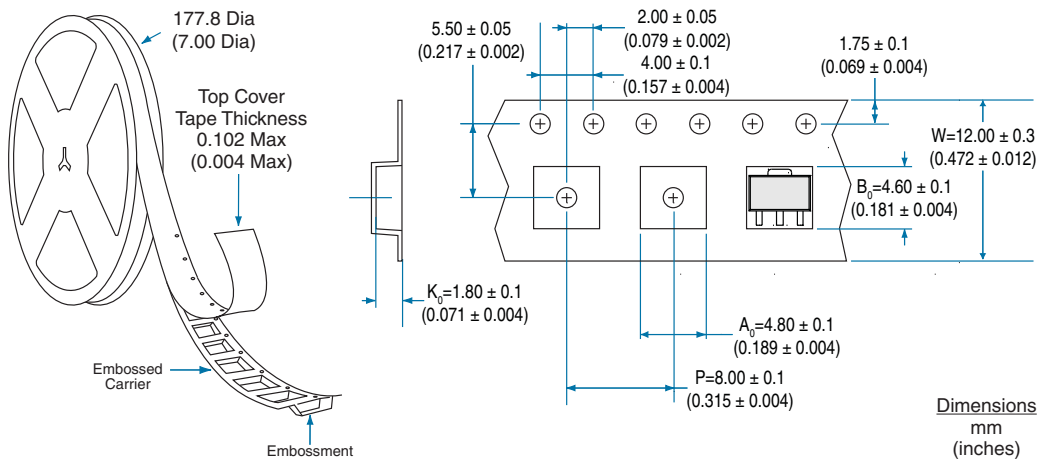 177.8 Dia
(7.00 Dia)
Top Cover
Tape Thickness
0.102 Max
(0.004 Max)
Embossed
Carrier
Embossment
5.50 ± 0.05
(0.217 ± 0.002)
2.00 ± 0.05
(0.079 ± 0.002)
4.00 ± 0.1
(0.157 ± 0.004)
1.75 ± 0.1
(0.069 ± 0.004)
W=12.00 ± 0.3
(0.472 ± 0.012)
B₀=4.60 ± 0.1
(0.181 ± 0.004)
K₀=1.80 ± 0.1
(0.071 ± 0.004)
A₀=4.80 ± 0.1
(0.189 ± 0.004)
P=8.00 ± 0.1
(0.315 ± 0.004)
Dimensions
mm
(inches)